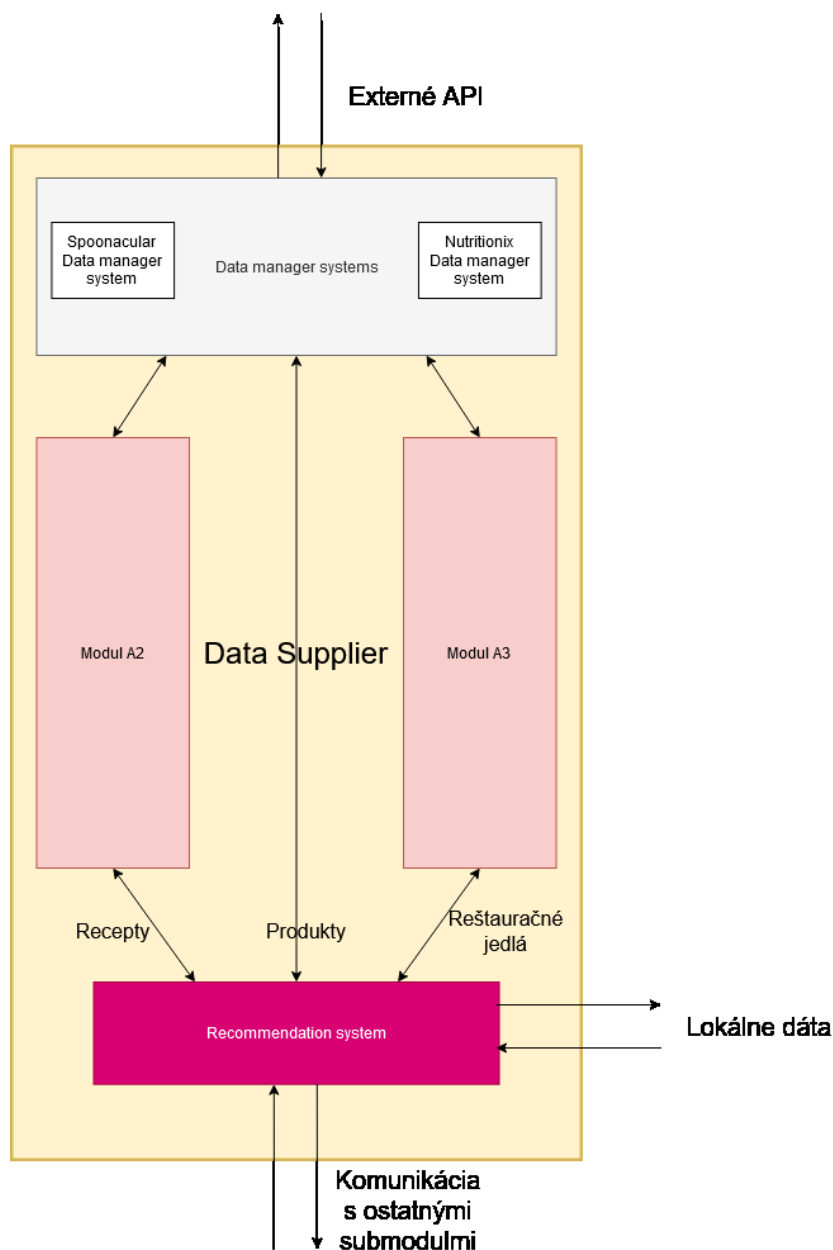 Externé API
Spoonacular
Data manager
system
Data manager systems
Nutritionix
Data manager
system
Modul A2
Data Supplier
Modul A3
Recepty
Produkty
Reštauračné
jedlá
Recommendation system
Lokálne dáta
Komunikácia
s ostatnými
submodulmi